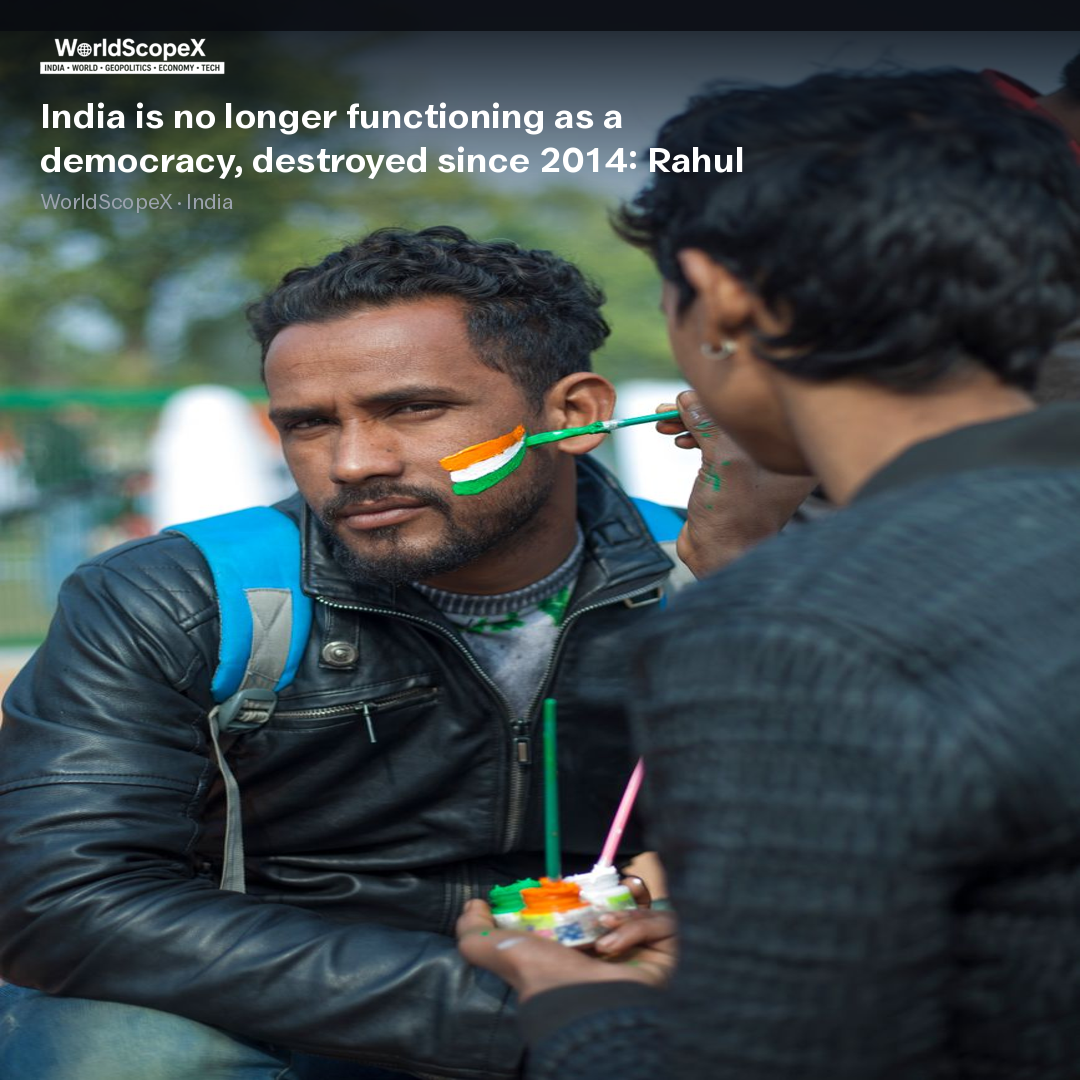 WorldScopeX
INDIA • WORLD • GEOPOLITICS • ECONOMY • TECH
India is no longer functioning as a
democracy, destroyed since 2014: Rahul
WorldScopeX · India